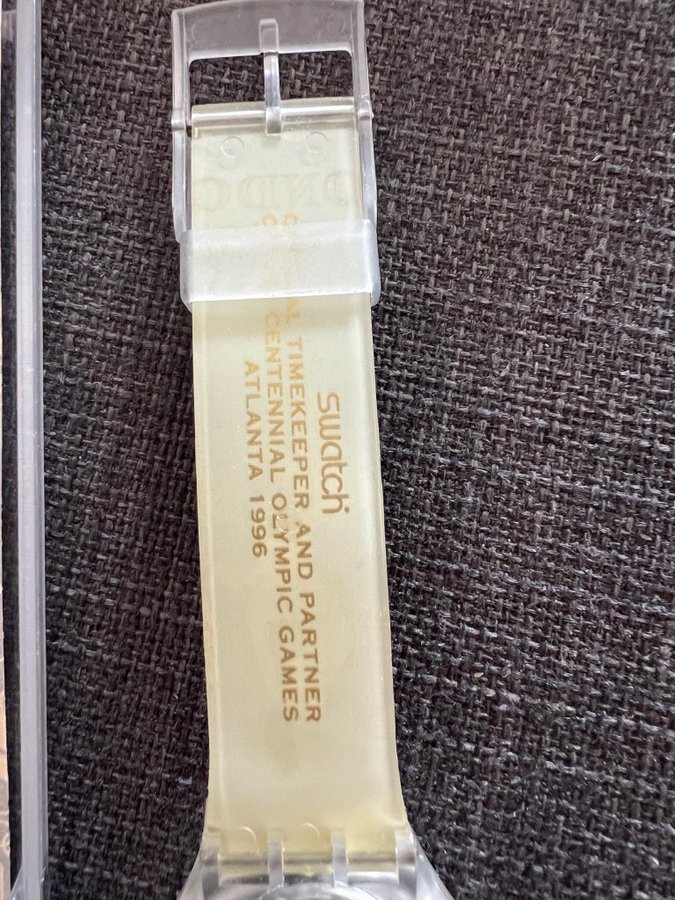 swatch
TIMEKEEPER AND PARTNER
CENTENNIAL OLYMPIC GAMES
ATLANTA 1996